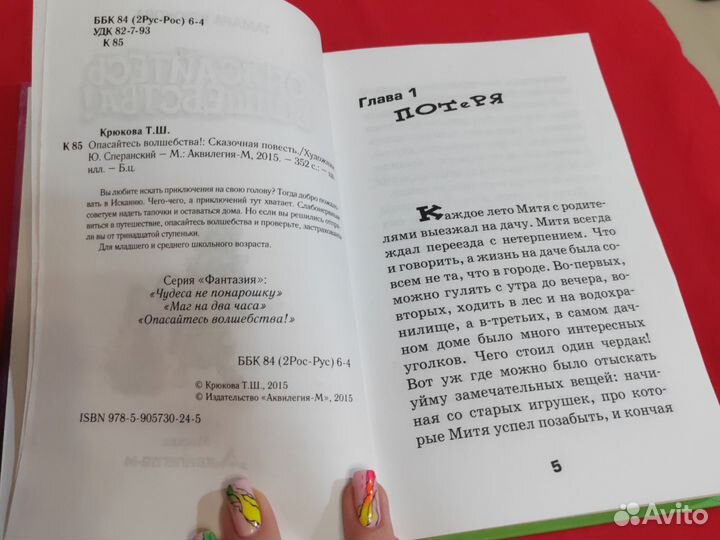 ББК 84 (2Рус-Рос) 6-4
УДК 82-7-93
К 85
Крюкова Т.Ш.
К 85 Опасайтесь волшебства!: Сказочная повесть./Художник
Ю. Сперанский – М.: Аквилегия-М, 2015. – 352 с.: –
илл. – Б.ц.
Вы любите искать приключения на свою голову? Тогда добро пожало-
вать в Исканию. Чего-чего, а приключений тут хватает. Слабонервным
советуем надеть тапочки и оставаться дома. Но если вы решились отпра-
виться в путешествие, опасайтесь волшебства и проверьте, застрахованы
ли вы от тринадцатой ступеньки.
Для младшего и среднего школьного возраста.
Серия «Фантазия»:
«Чудеса не понарошку»
«Маг на два часа»
«Опасайтесь волшебства!»
ББК 84 (2Рос-Рус) 6-4
© Крюкова Т.Ш., 2015
© Издательство «Аквилегия-М», 2015
ISBN 978-5-905730-24-5
Глава 1
ПОТеРЯ
Каждое лето Митя с родите-
лями выезжал на дачу. Митя всегда
ждал переезда с нетерпением. Что
и говорить, а жизнь на даче была со-
всем не та, что в городе. Во-первых,
можно гулять с утра до вечера, во-
вторых, ходить в лес и на водохра-
нилище, а в-третьих, в самом дач-
ном доме было много интересных
уголков. Чего стоил один чердак!
Вот уж где можно было отыскать
уйму замечательных вещей: начи-
ная со старых игрушек, про кото-
рые Митя успел позабыть, и кончая
5
Avito